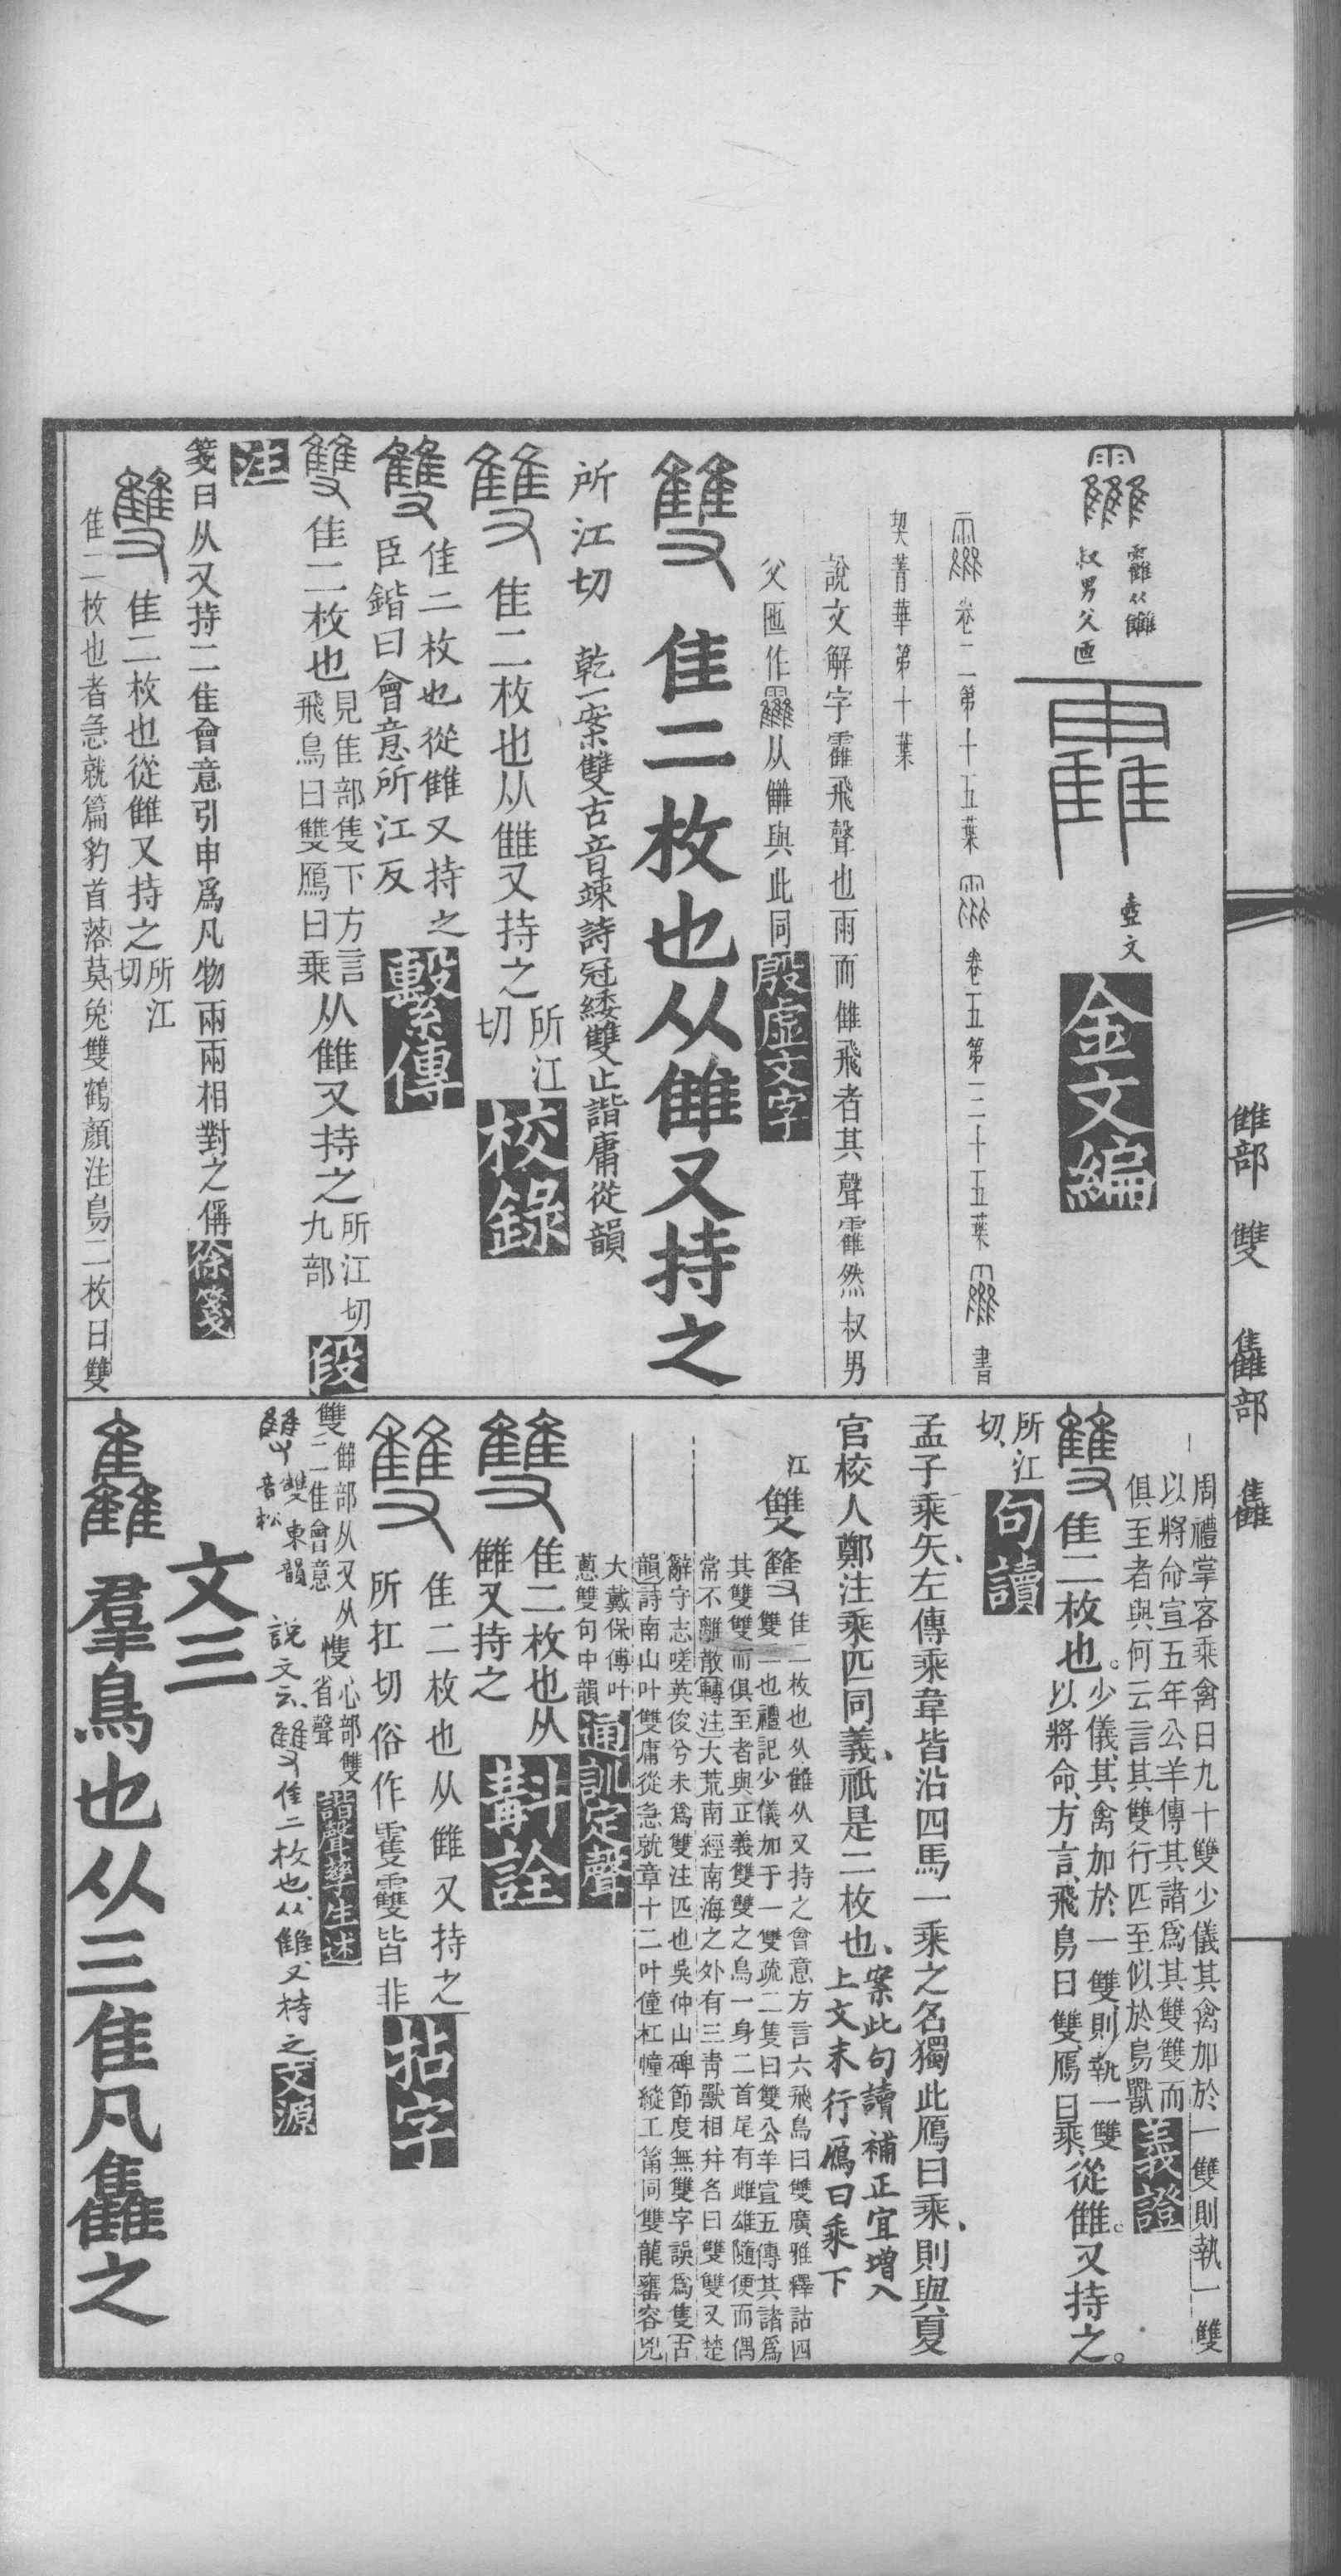 雔部 雙 雥部 雥
靃从雦
叔男父匜
壺文
金文編
卷二第十五葉
卷五第三十五葉
書
契菁華第十葉
說文解字靃飛聲也雨而雔飛者其聲靃然叔男
父匜作 从雦與此同
殷虛文字
雙 隹二枚也从雔又持之
所江切 乾一案雙古音竦詩冠緌雙止諧庸從韻
雙 隹二枚也从雔又持之 所江切
校錄
雙 隹二枚也從雔又持之
臣鍇曰會意所江反
繫傳
雙 隹二枚也 見隹部隻下方言飛鳥曰雙鴈曰乘 从雔又持之 所江切九部
段
注
箋曰从又持二隹會意引申爲凡物兩兩相對之偁
徐箋
雙 隹二枚也從雔又持之 所江切
隹二枚也者急就篇豹首落莫兔雙鶴顏注鳥二枚曰雙
周禮掌客乘禽日九十雙少儀其禽加於一雙則執一雙
以將命宣五年公羊傳其諸爲其雙雙而
俱至者與何云言其雙行匹至似於鳥獸
義證
雙 隹二枚也。少儀其禽加於一雙則執一雙以將命、方言、飛鳥曰雙、鴈曰乘、從雔。又持之。
所江切、
句讀
孟子乘矢、左傳乘韋皆沿四馬一乘之名獨此鴈曰乘、則與夏
官校人鄭注乘匹同義、祇是二枚也、案此句讀補正宜增入上文末行鴈曰乘下
江
雙 隹二枚也从雔从又持之會意方言六飛鳥曰雙廣雅釋詁四
雙二也禮記少儀加于一雙疏二隻曰雙公羊宣五傳其諸爲
其雙雙而俱至者與正義雙雙之鳥一身二首尾有雌雄隨便而偶
常不離散轉注大荒南經南海之外有三青獸相幷名曰雙雙又楚
辭守志嗟英俊兮未爲雙注匹也吳仲山碑節度無雙字誤爲隻古
韻詩南山叶雙庸從急就章十二叶僮杠幢縱工筩同雙龍罋容兇
大戴保傅叶
蔥雙句中韻
通訓定聲
雙 隹二枚也从
雔又持之
斠詮
雙 隹二枚也从雔又持之
所扛切俗作䨇雙皆非
拈字
雙 雔部从又从
二隹會意 㩳心部雙
省聲
諧聲孳生述
雙 雙東韻
音松 說文云、雙隹二枚也、从雔、又持之、
文源
文三
雥 羣鳥也从三隹凡雥之